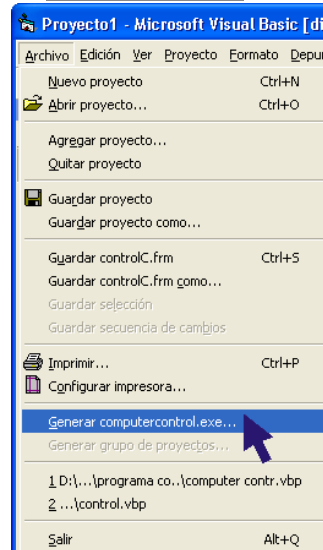 Proyecto1 - Microsoft Visual Basic [di
Archivo Edición Ver Proyecto Formato Depur
Nuevo proyecto Ctrl+N
Abrir proyecto... Ctrl+O
Agregar proyecto...
Quitar proyecto
Guardar proyecto
Guardar proyecto como...
Guardar controlC.frm Ctrl+S
Guardar controlC.frm como...
Guardar selección
Guardar secuencia de cambios
Imprimir... Ctrl+P
Configurar impresora...
Generar computercontrol.exe...
Generar grupo de proyectos...
1 D:\...\programa co..\computer contr.vbp
2 ...\control.vbp
Salir Alt+Q